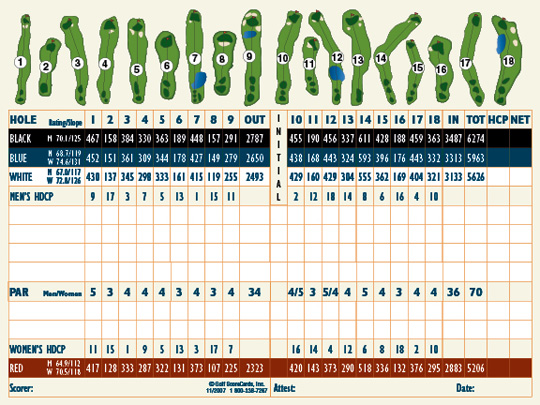 1 2 3 4 5 6 7 8 9 10 11 12 13 14 15 16 17 18
HOLE Rating/Slope 1 2 3 4 5 6 7 8 9 OUT INITIAL 10 11 12 13 14 15 16 17 18 IN TOT HCP NET
BLACK M 70.1/125 467 158 384 330 363 189 448 157 291 2787 455 190 456 337 611 428 188 459 363 3487 6274
BLUE M 68.7/119 W 74.6/131 452 151 361 309 344 178 427 149 279 2650 438 168 443 324 593 396 176 443 332 3313 5963
WHITE M 67.0/117 W 72.8/126 430 137 345 298 333 161 415 119 255 2493 429 160 429 304 555 362 169 404 321 3133 5626
MEN'S HDCP 9 17 3 7 5 13 1 15 11 2 12 18 14 8 6 16 4 10
PAR Men/Women 5 3 4 4 4 3 4 3 4 34 4/5 3 5/4 4 5 4 3 4 4 36 70
WOMEN'S HDCP 11 15 1 9 5 13 3 17 7 16 14 4 12 6 8 18 2 10
RED M 64.9/112 W 70.5/118 417 128 333 287 322 131 373 107 225 2323 420 143 373 290 518 336 132 376 295 2883 5206
Scorer: © Golf ScoreCards, Inc. Attest: Date:
11/2007 1 800-238-7267